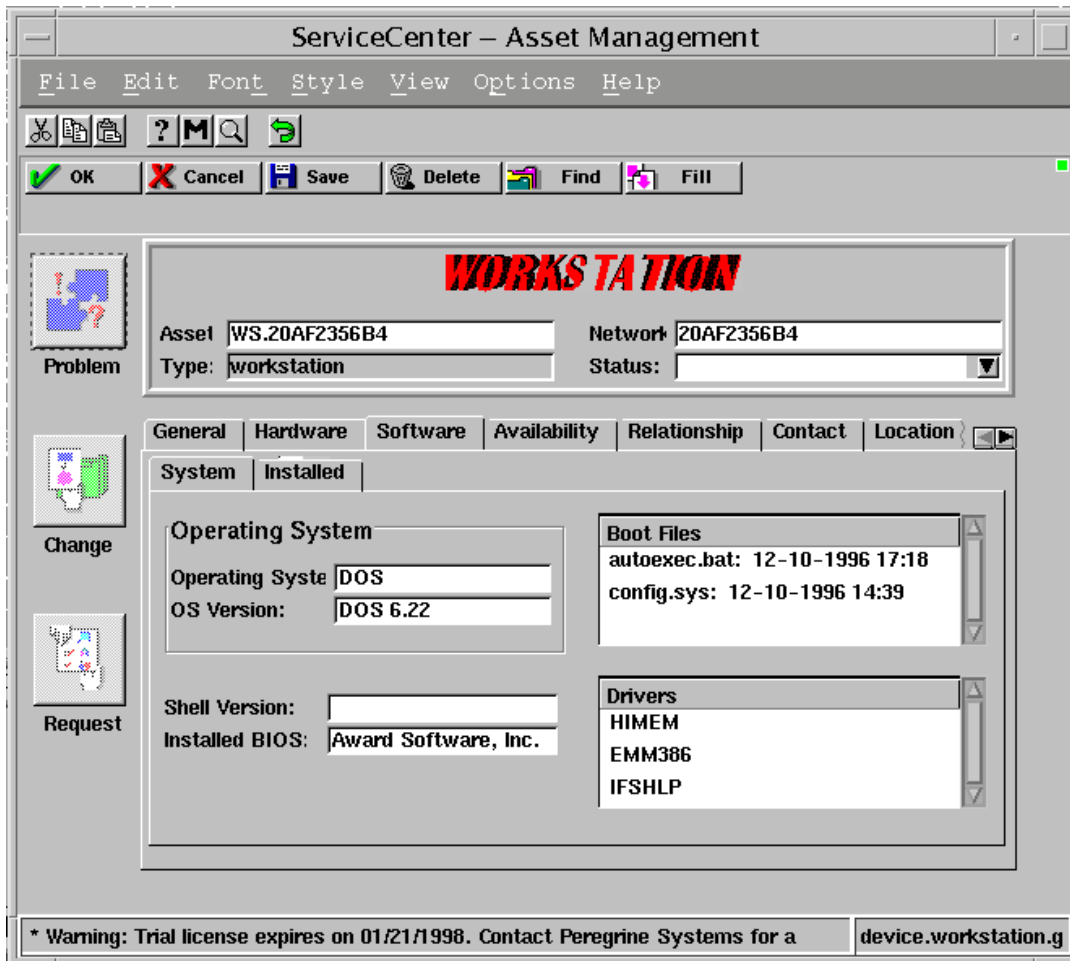 ServiceCenter – Asset Management
File Edit Font Style View Options Help
? M
OK Cancel Save Delete Find Fill
WORKSTATION
Asset WS.20AF2356B4 Network 20AF2356B4
Type: workstation Status:
Problem
General Hardware Software Availability Relationship Contact Location
System Installed
Operating System
Operating Syste DOS
OS Version: DOS 6.22
Boot Files
autoexec.bat: 12-10-1996 17:18
config.sys: 12-10-1996 14:39
Change
Shell Version:
Installed BIOS: Award Software, Inc.
Drivers
HIMEM
EMM386
IFSHLP
Request
* Warning: Trial license expires on 01/21/1998. Contact Peregrine Systems for a
device.workstation.g